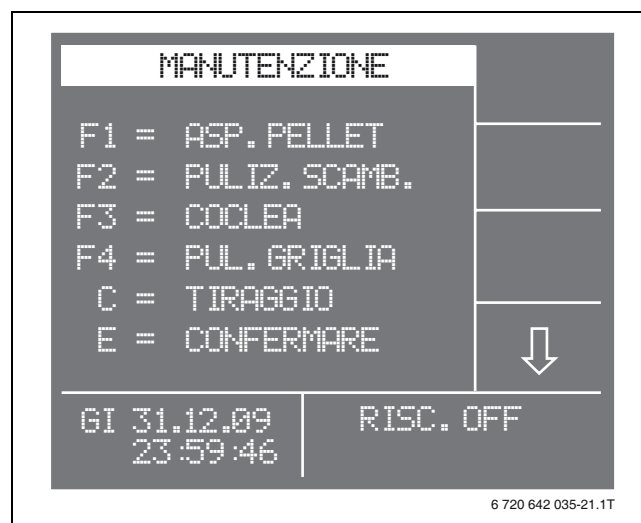 MANUTENZIONE
F1 = ASP.PELLET
F2 = PULIZ.SCAMB.
F3 = COCLEA
F4 = PUL.GRIGLIA
C = TIRAGGIO
E = CONFERMARE
GI 31.12.09
23:59:46
RISC.OFF
6 720 642 035-21.1T